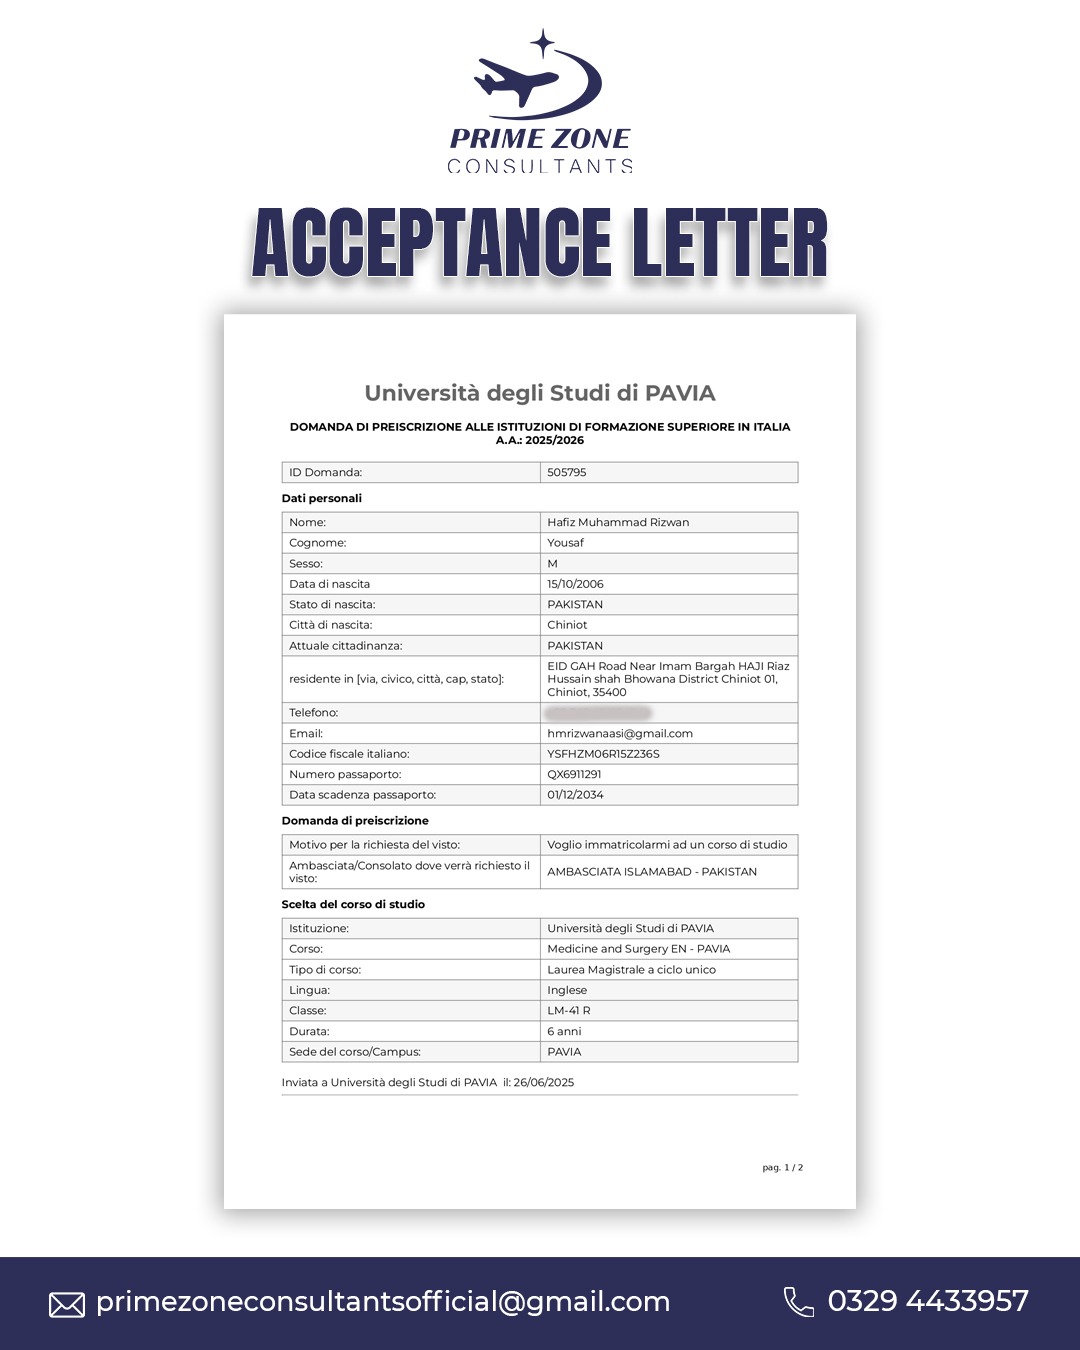 PRIME ZONE
CONSULTANTS
ACCEPTANCE LETTER
Università degli Studi di PAVIA
DOMANDA DI PREISCRIZIONE ALLE ISTITUZIONI DI FORMAZIONE SUPERIORE IN ITALIA
A.A.: 2025/2026
ID Domanda: 505795
Dati personali
Nome: Hafiz Muhammad Rizwan
Cognome: Yousaf
Sesso: M
Data di nascita 15/10/2006
Stato di nascita: PAKISTAN
Città di nascita: Chiniot
Attuale cittadinanza: PAKISTAN
residente in [via, civico, città, cap, stato]: EID GAH Road Near Imam Bargah HAJI Riaz
Hussain shah Bhowana District Chiniot 01,
Chiniot, 35400
Telefono:
Email: hmrizwanaasi@gmail.com
Codice fiscale italiano: YSFHZM06R15Z236S
Numero passaporto: QX6911291
Data scadenza passaporto: 01/12/2034
Domanda di preiscrizione
Motivo per la richiesta del visto: Voglio immatricolarmi ad un corso di studio
Ambasciata/Consolato dove verrà richiesto il
visto: AMBASCIATA ISLAMABAD - PAKISTAN
Scelta del corso di studio
Istituzione: Università degli Studi di PAVIA
Corso: Medicine and Surgery EN - PAVIA
Tipo di corso: Laurea Magistrale a ciclo unico
Lingua: Inglese
Classe: LM-41 R
Durata: 6 anni
Sede del corso/Campus: PAVIA
Inviata a Università degli Studi di PAVIA il: 26/06/2025
pag. 1 / 2
primezoneconsultantsofficial@gmail.com 0329 4433957